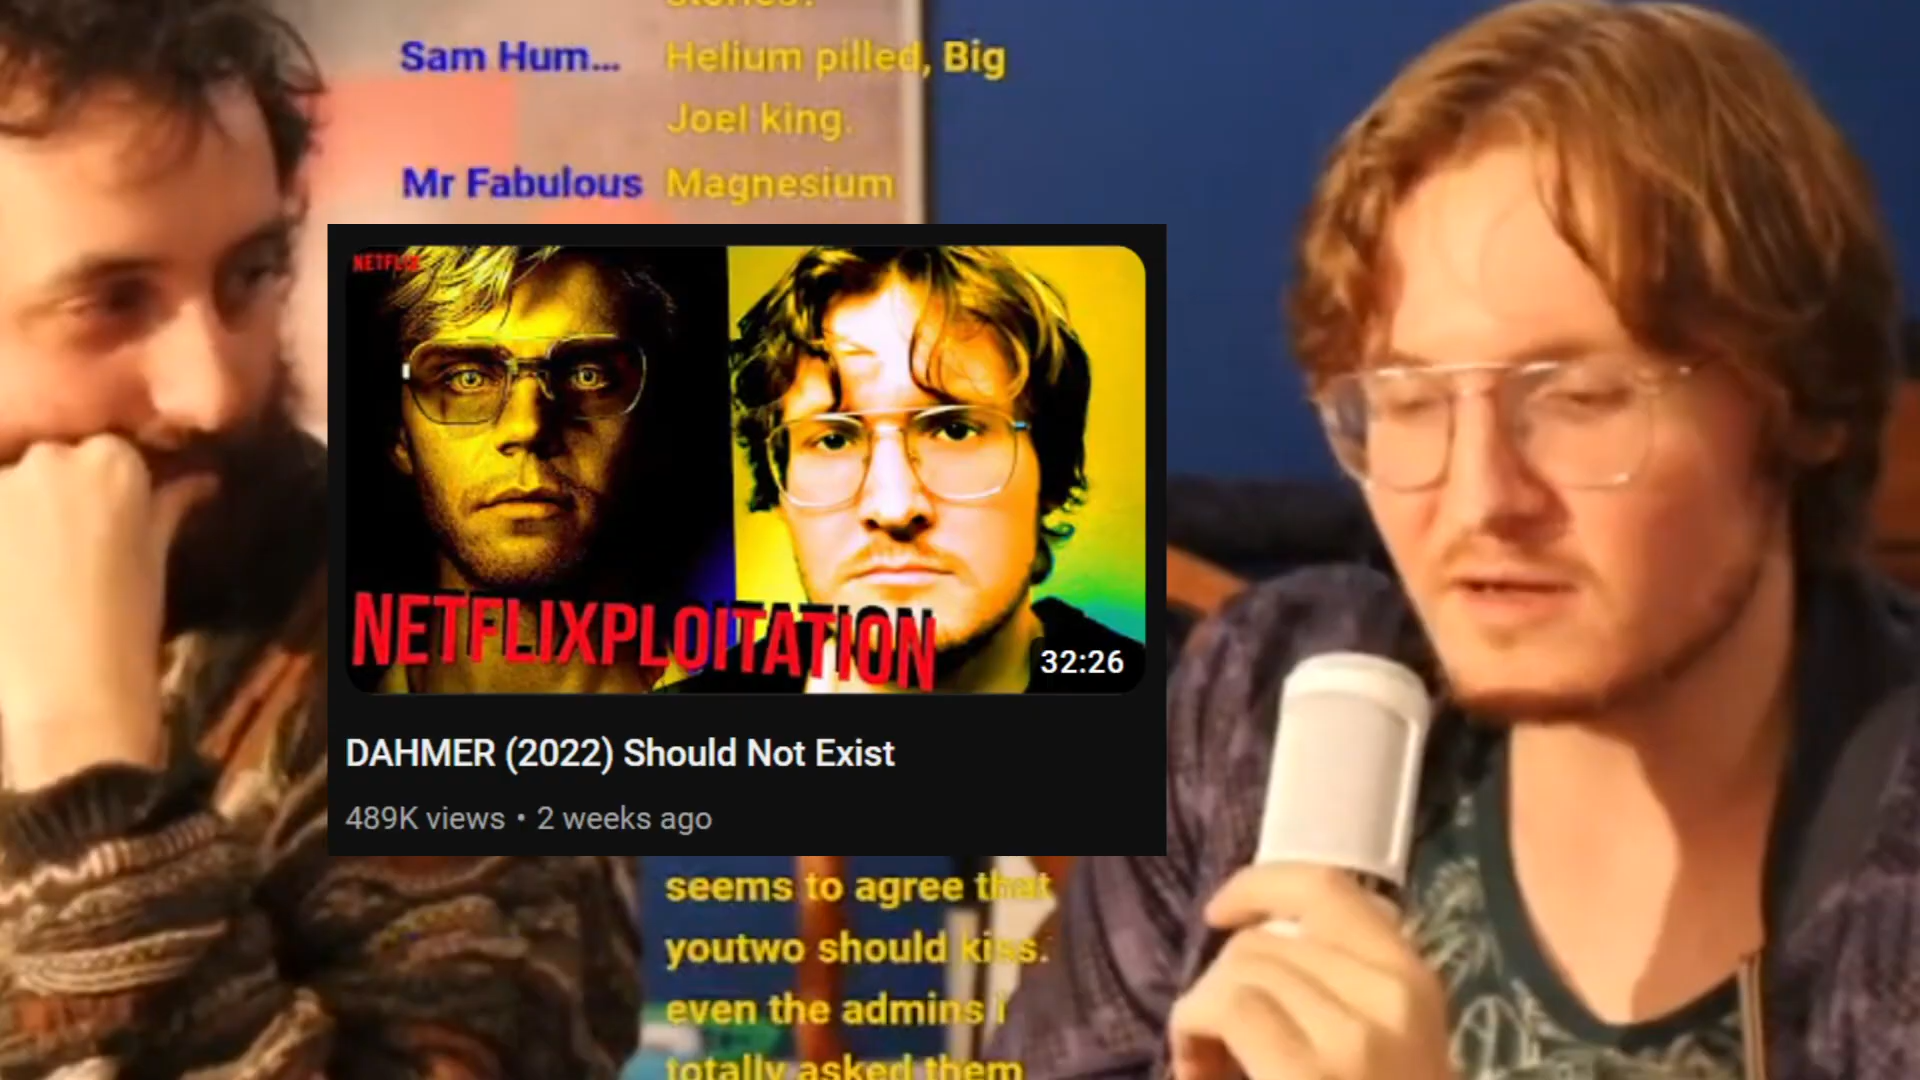 stories?
Sam Hum... Helium pilled, Big
Joel king.
Mr Fabulous Magnesium
NETFLIX
NETFLIXPLOITATION
32:26
DAHMER (2022) Should Not Exist
489K views • 2 weeks ago
seems to agree that
youtwo should kiss.
even the admins I
totally asked them